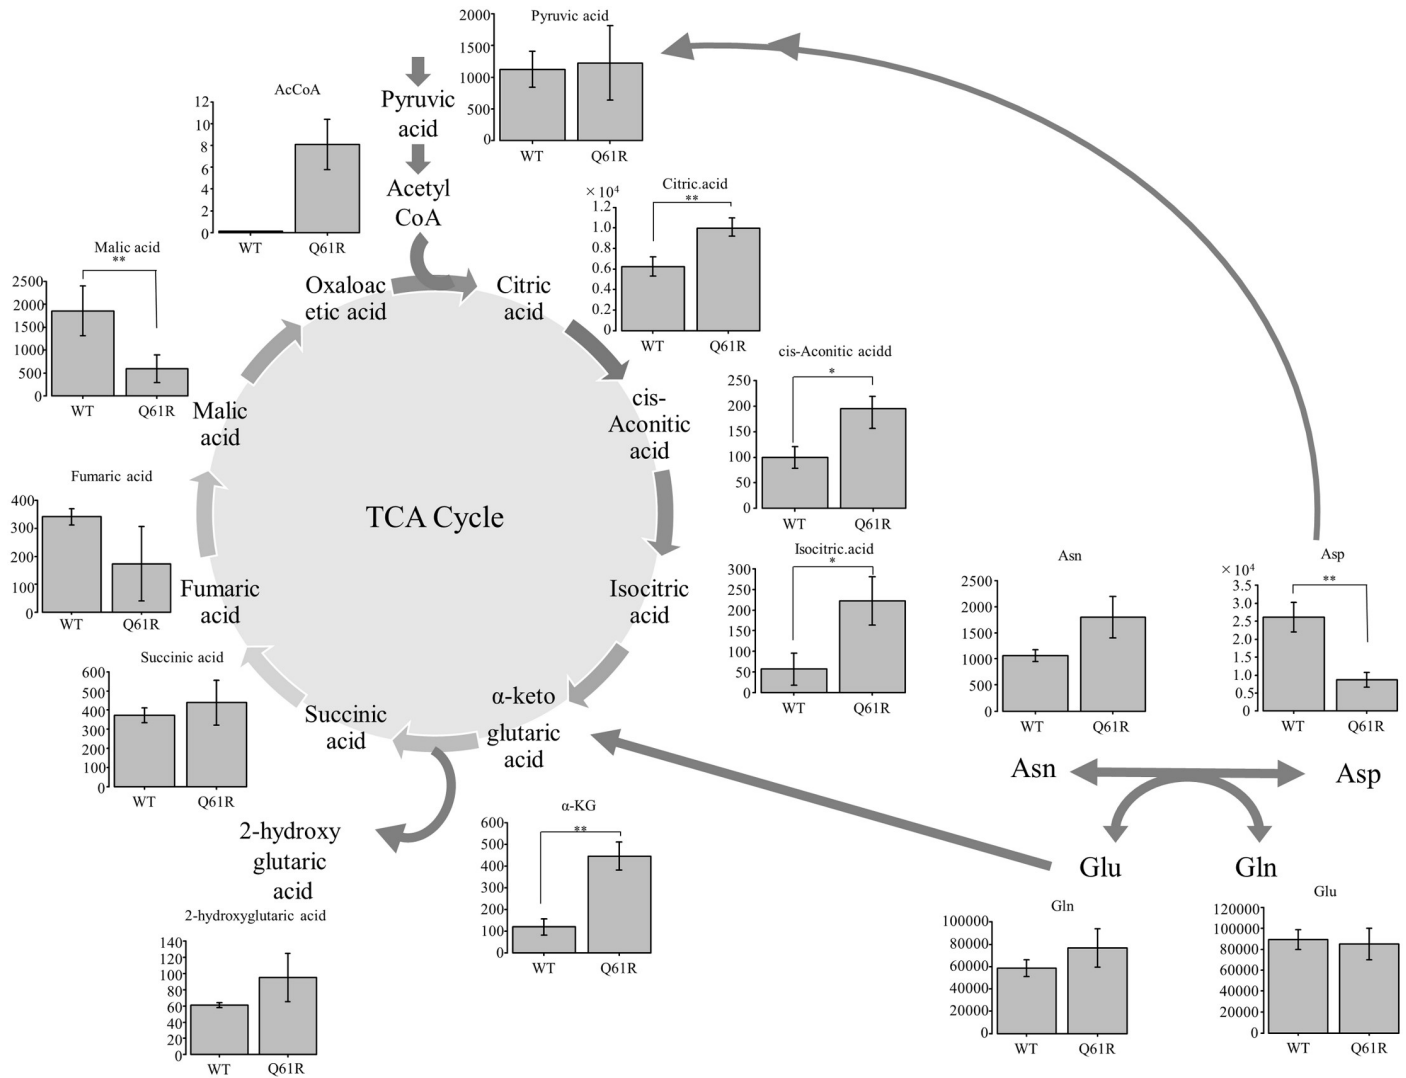 Pyruvic acid
2000
1500
1000
500
0
WT Q61R
Pyruvic
acid
AcCoA
12
10
8
6
4
2
0
WT Q61R
Acetyl
CoA
Citric.acid
× 10⁴
**
1.2
1.0
0.8
0.6
0.4
0.2
0
WT Q61R
Malic acid
**
2500
2000
1500
1000
500
0
WT Q61R
Oxaloac
etic acid
Citric
acid
cis-Aconitic acidd
*
250
200
150
100
50
0
WT Q61R
cis-
Aconitic
acid
Malic
acid
Fumaric acid
400
300
200
100
0
WT Q61R
TCA Cycle
Isocitric.acid
*
300
250
200
150
100
50
0
WT Q61R
Fumaric
acid
Isocitric
acid
Asn
2500
2000
1500
1000
500
0
WT Q61R
Asp
× 10⁴
**
3.5
3.0
2.5
2.0
1.5
1.0
0.5
0
WT Q61R
Succinic acid
600
500
400
300
200
100
0
WT Q61R
Succinic
acid
α-keto
glutaric
acid
Asn
Asp
2-hydroxy
glutaric
acid
α-KG
**
600
500
400
300
200
100
0
WT Q61R
Glu
Gln
2-hydroxyglutaric acid
140
120
100
80
60
40
20
0
WT Q61R
Gln
100000
80000
60000
40000
20000
0
WT Q61R
Glu
120000
100000
80000
60000
40000
20000
0
WT Q61R